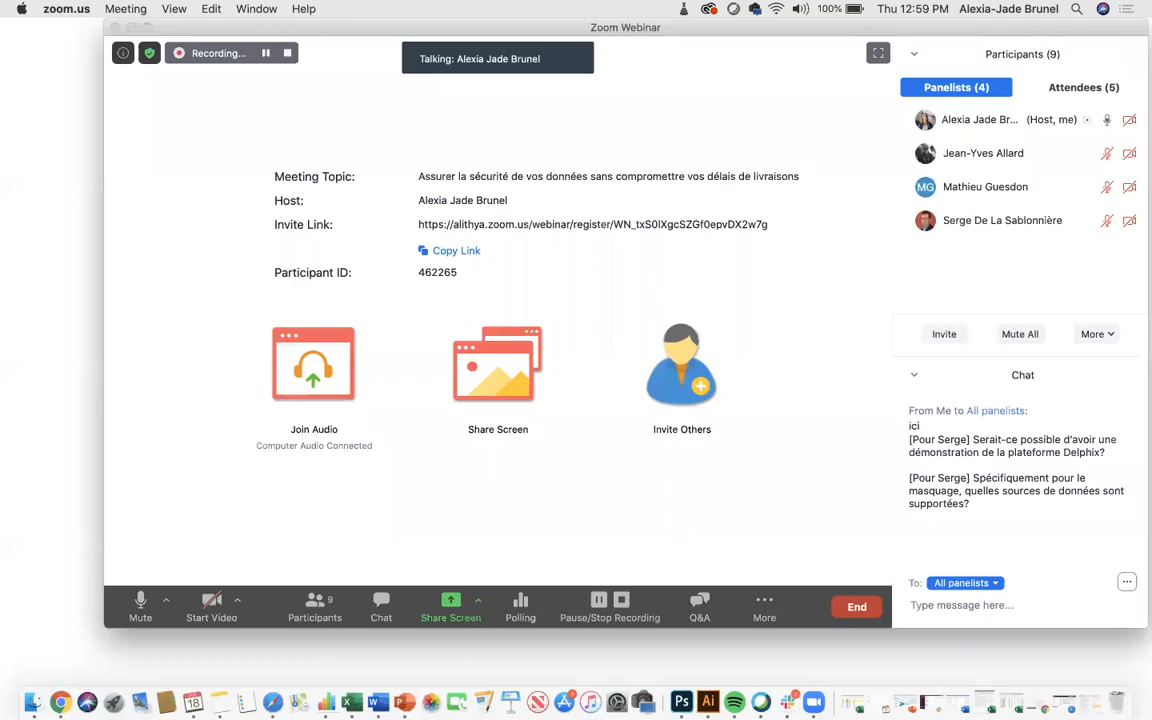 zoom.us Meeting View Edit Window Help 100% Thu 12:59 PM Alexia-Jade Brunel
Zoom Webinar
Recording...
Talking: Alexia Jade Brunel
Participants (9)
Panelists (4) Attendees (5)
Alexia Jade Br... (Host, me)
Jean-Yves Allard
MG Mathieu Guesdon
Serge De La Sablonnière
Meeting Topic: Assurer la sécurité de vos données sans compromettre vos délais de livraisons
Host: Alexia Jade Brunel
Invite Link: https://alithya.zoom.us/webinar/register/WN_txS0lXgcSZGf0epvDX2w7g
Copy Link
Participant ID: 462265
Join Audio
Computer Audio Connected
Share Screen
Invite Others
Invite Mute All More
Chat
From Me to All panelists:
ici
[Pour Serge] Serait-ce possible d'avoir une
démonstration de la plateforme Delphix?
[Pour Serge] Spécifiquement pour le
masquage, quelles sources de données sont
supportées?
To: All panelists
Type message here...
9
Mute Start Video Participants Chat Share Screen Polling Pause/Stop Recording Q&A More End
18 Ps Ai